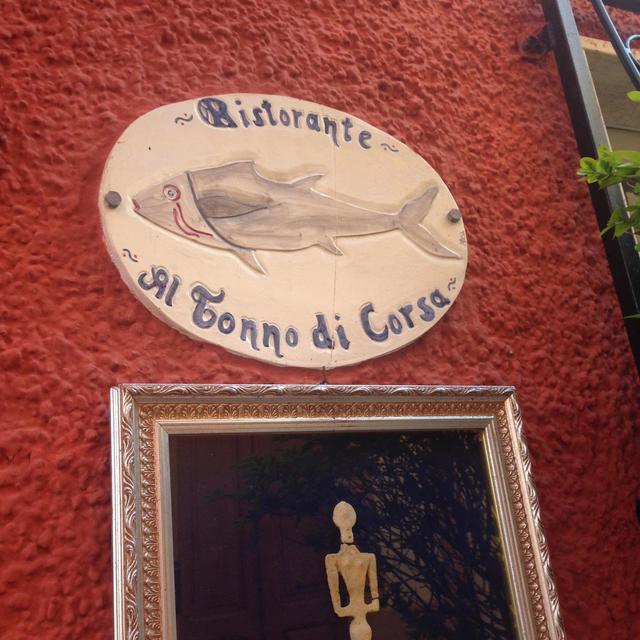 ~ Ristorante ~
~ Al Tonno di Corsa ~